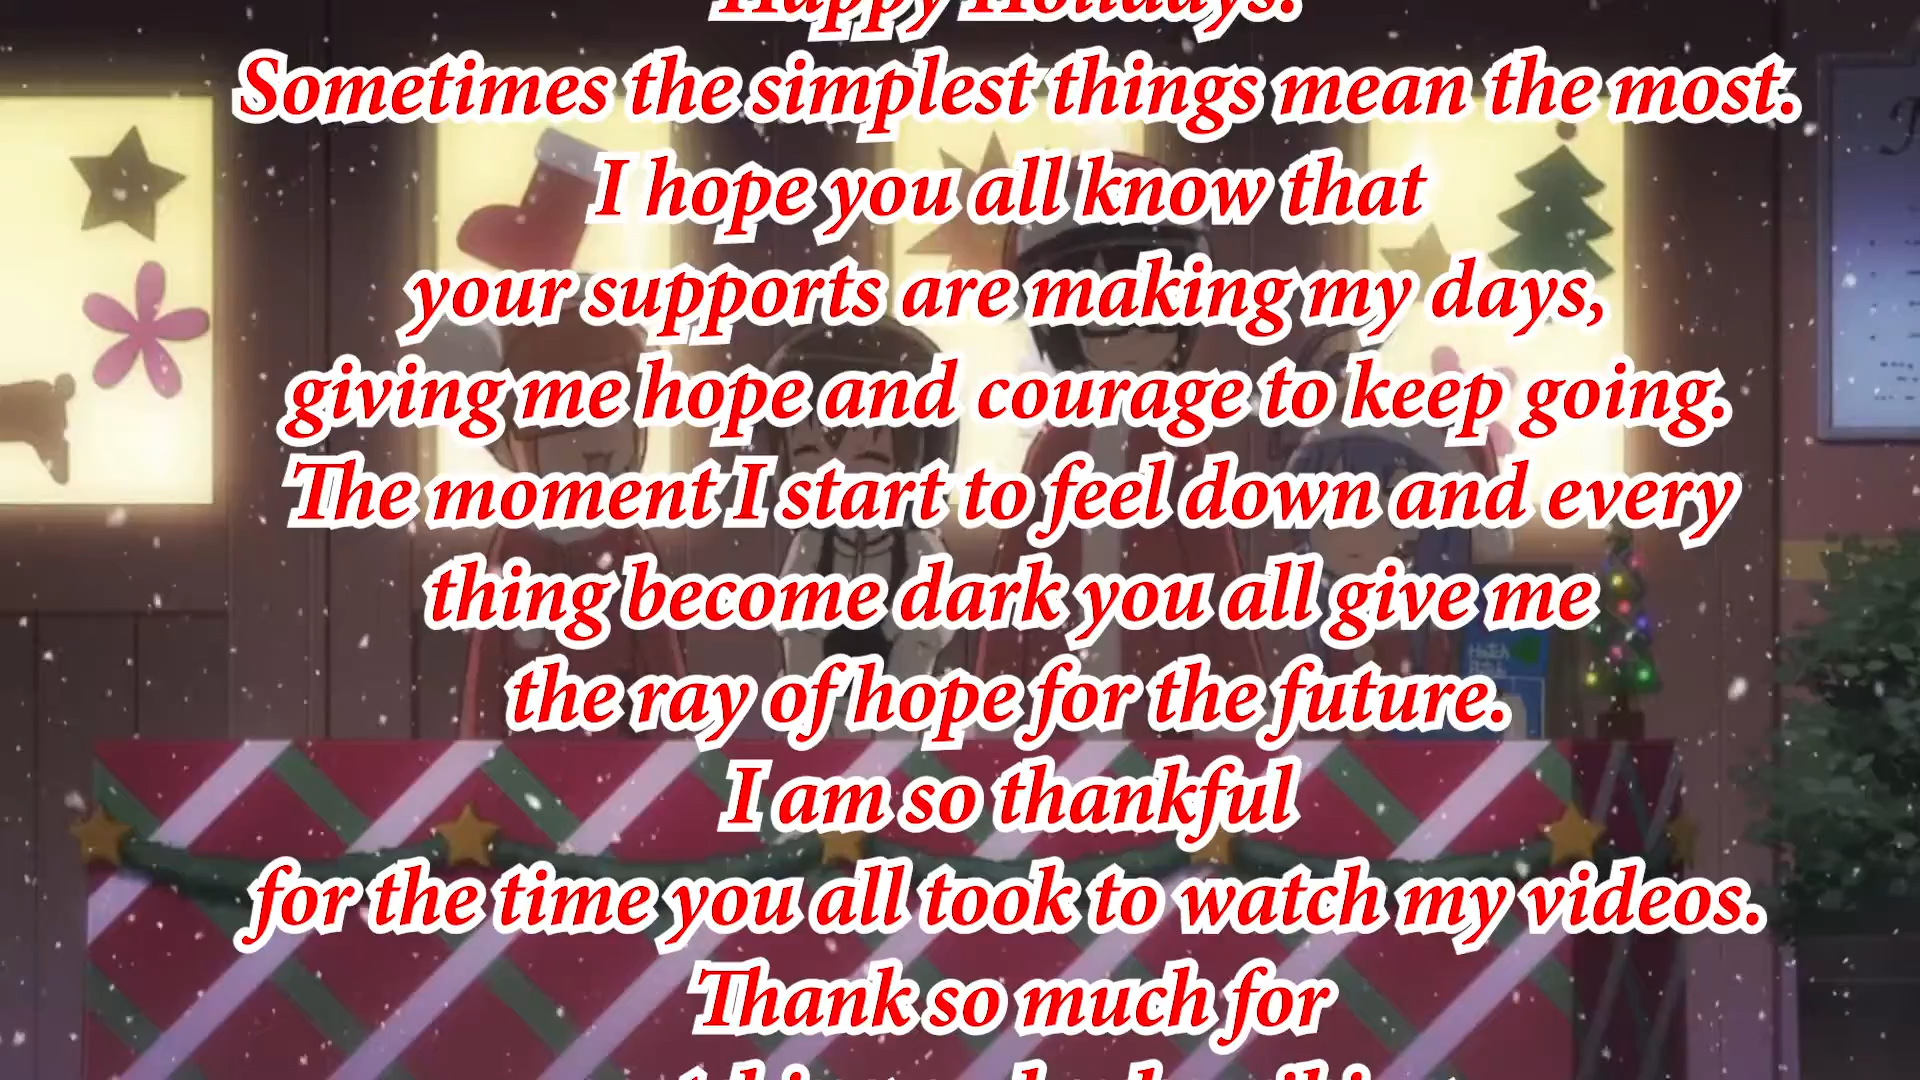 Happy Holidays.
Sometimes the simplest things mean the most.
I hope you all know that
your supports are making my days,
giving me hope and courage to keep going.
The moment I start to feel down and every
thing become dark you all give me
the ray of hope for the future.
I am so thankful
for the time you all took to watch my videos.
Thank so much for